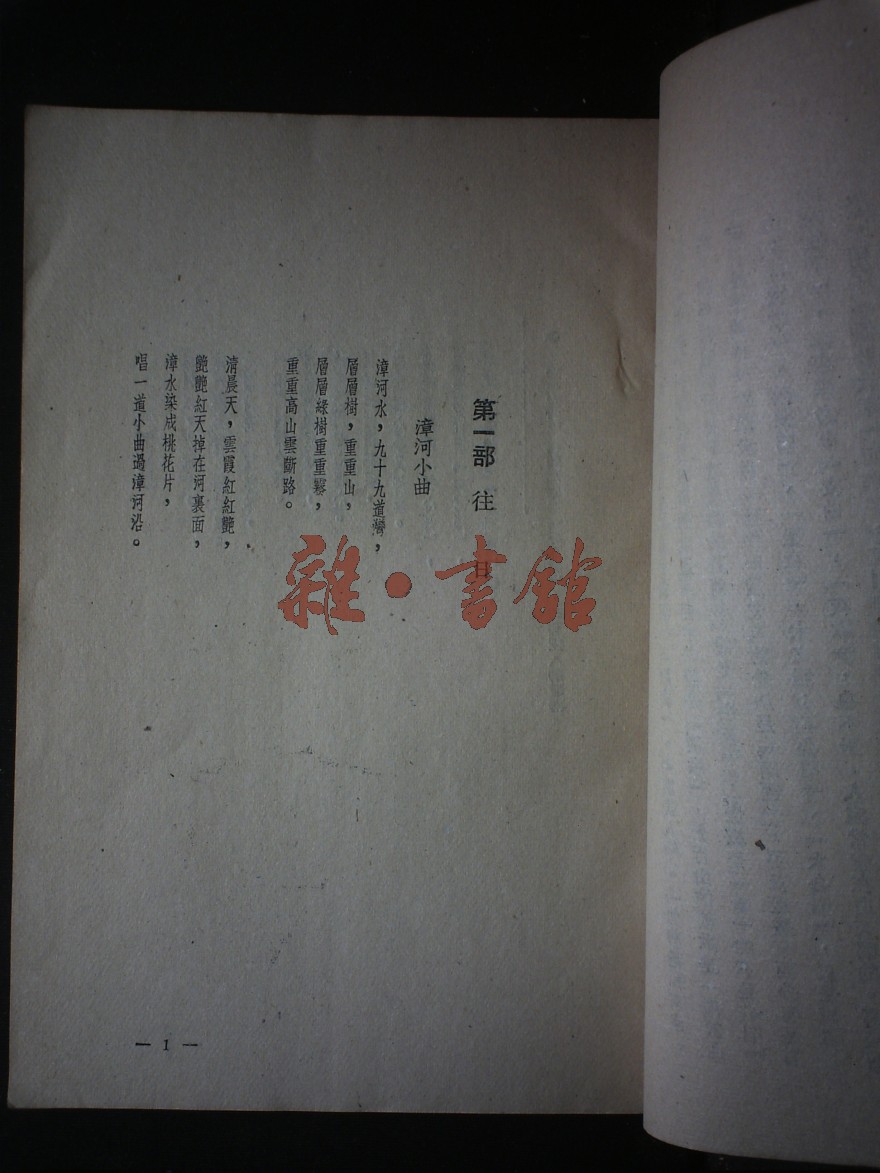 第一部 往 日
漳河小曲
漳河水，九十九道灣，
層層樹，重重山，
層層綠樹重重霧，
重重高山雲斷路。
清晨天，雲霞紅紅艷，
艷艷紅天掉在河裏面，
漳水染成桃花片，
唱一道小曲過漳河沿。
— 1 —
雜·書舘